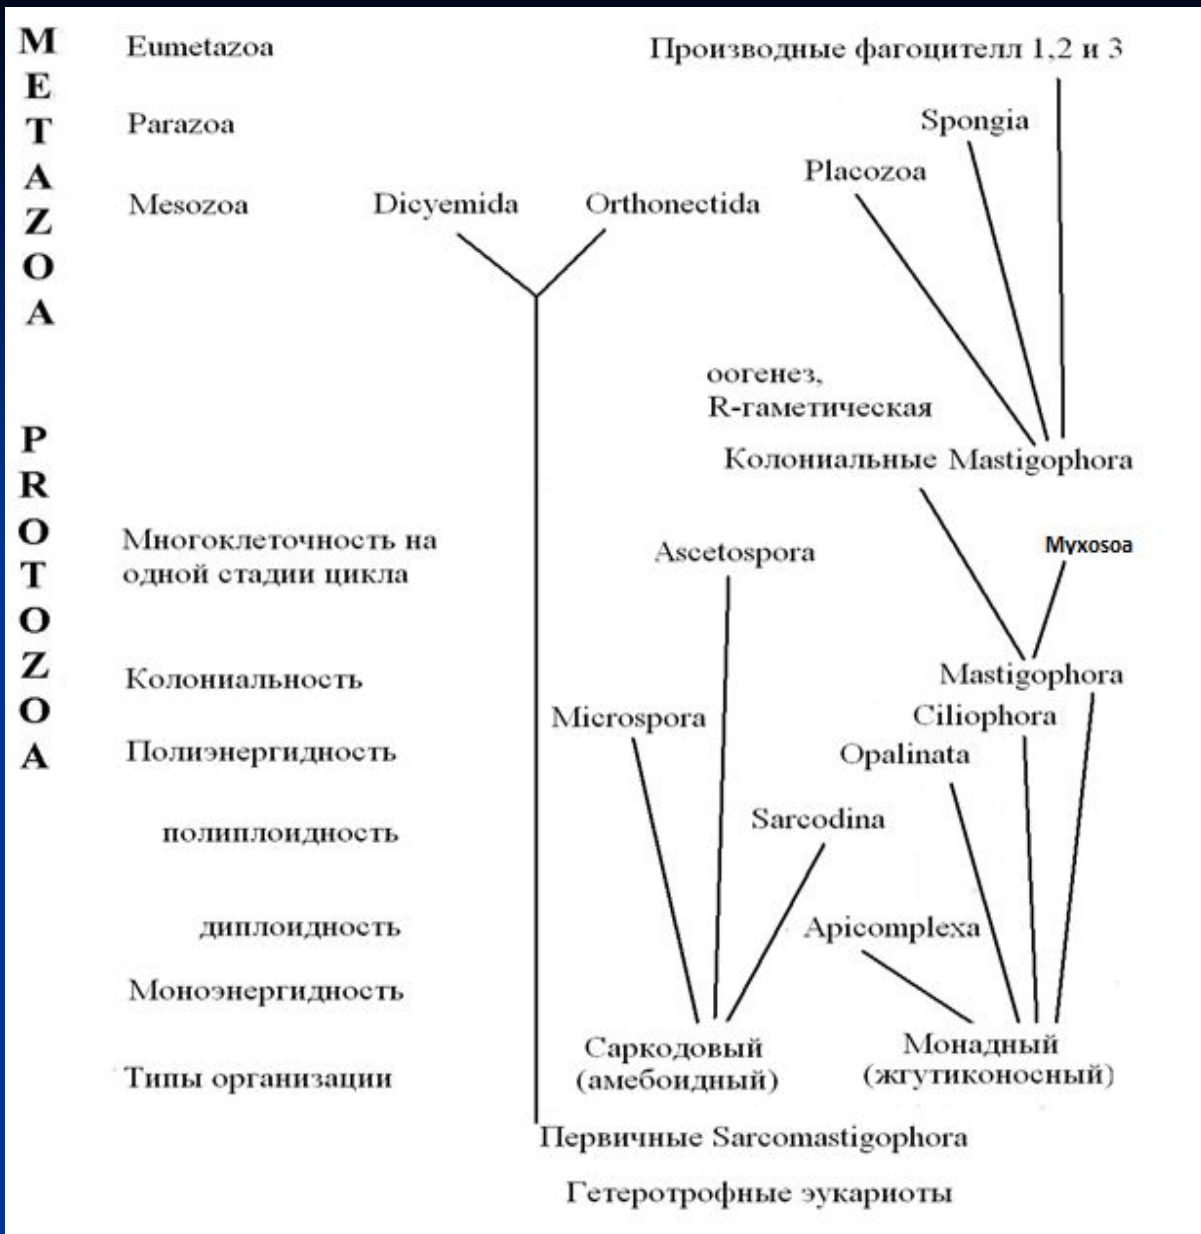 METAZOA
Eumetazoa
Производные фагоцителл 1,2 и 3
Parazoa
Spongia
Placozoa
Mesozoa
Dicyemida
Orthonectida
оогенез,
R-гаметическая
Колониальные Mastigophora
PROTOZOA
Многоклеточность на
одной стадии цикла
Ascetospora
Myxosoa
Колониальность
Mastigophora
Microspora
Ciliophora
Полиэнергидность
Opalinata
полиплоидность
Sarcodina
диплоидность
Apicomplexa
Моноэнергидность
Типы организации
Саркодовый
(амебоидный)
Монадный
(жгутиконосный)
Первичные Sarcomastigophora
Гетеротрофные эукариоты